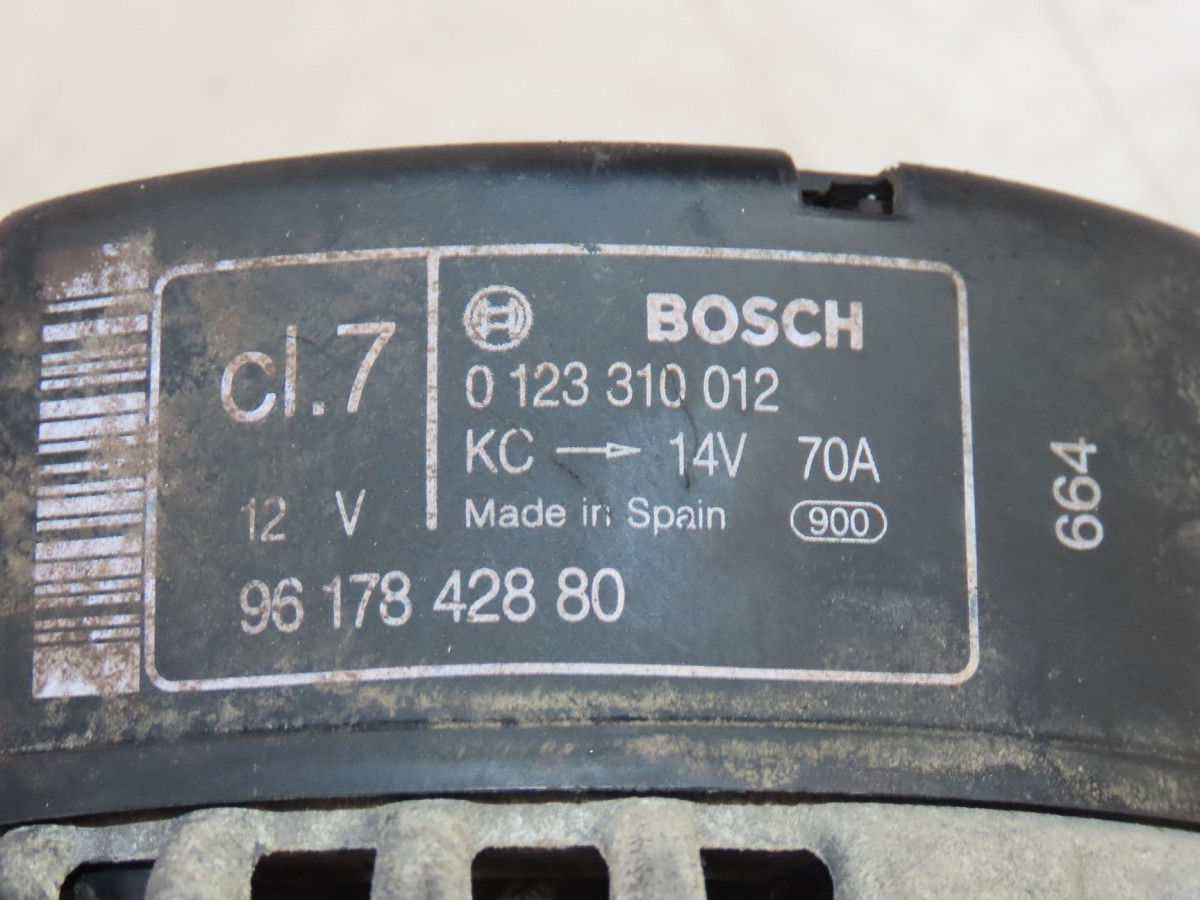 cl.7
12 V
BOSCH
0 123 310 012
KC → 14V 70A
Made in Spain 900
96 178 428 80
664